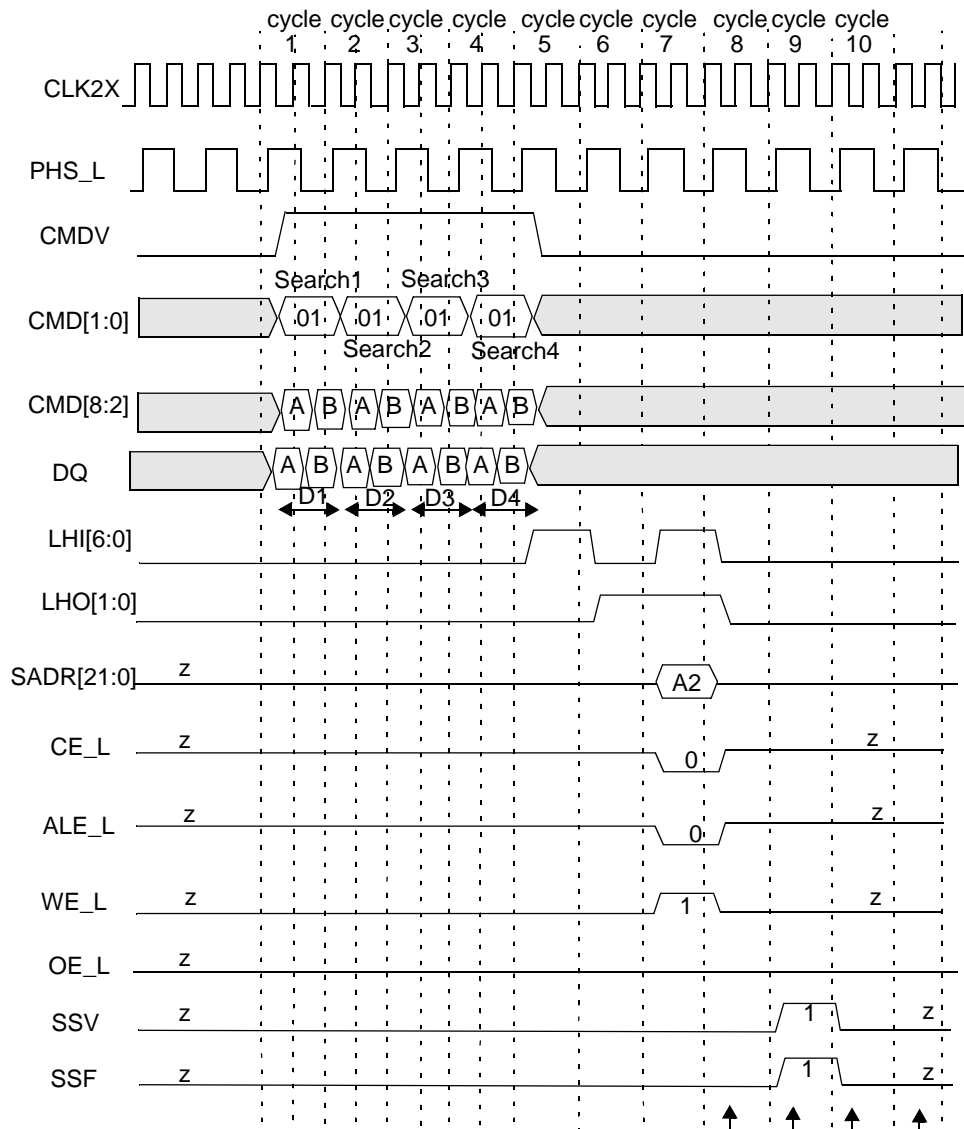 cycle cycle cycle cycle cycle cycle cycle cycle cycle cycle
1 2 3 4 5 6 7 8 9 10
CLK2X
PHS_L
CMDV
Search1 Search3
CMD[1:0] 01 01 01 01
Search2 Search4
CMD[8:2] A B A B A B A B
DQ A B A B A B A B
D1 D2 D3 D4
LHI[6:0]
LHO[1:0]
SADR[21:0] z A2
CE_L z 0 z
ALE_L z 0 z
WE_L z 1 z
OE_L z
SSV z 1 z
SSF z 1 z